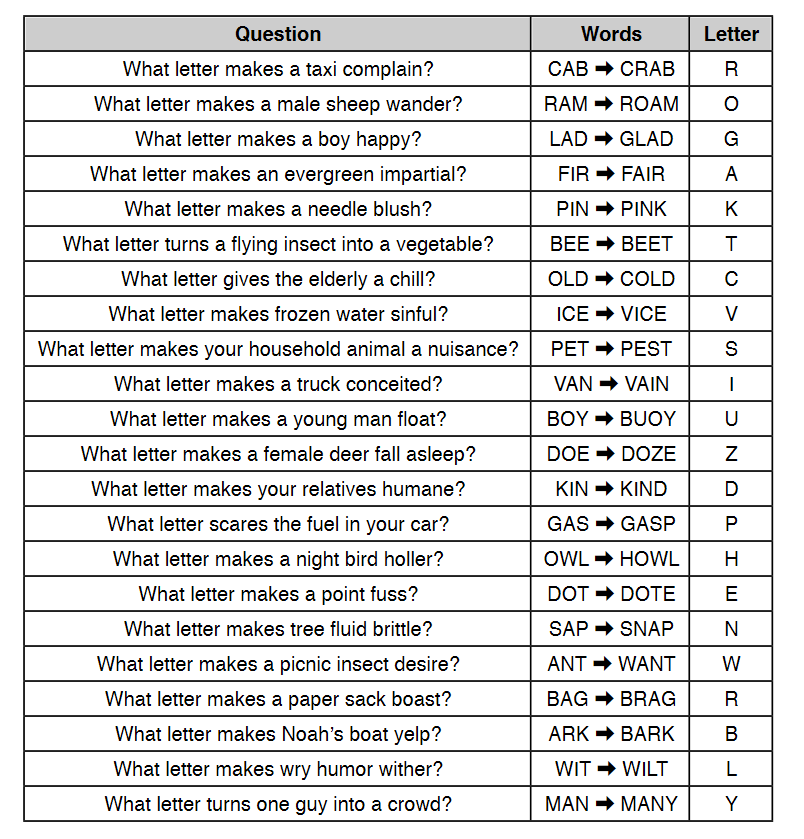 Question Words Letter
What letter makes a taxi complain? CAB ➡ CRAB R
What letter makes a male sheep wander? RAM ➡ ROAM O
What letter makes a boy happy? LAD ➡ GLAD G
What letter makes an evergreen impartial? FIR ➡ FAIR A
What letter makes a needle blush? PIN ➡ PINK K
What letter turns a flying insect into a vegetable? BEE ➡ BEET T
What letter gives the elderly a chill? OLD ➡ COLD C
What letter makes frozen water sinful? ICE ➡ VICE V
What letter makes your household animal a nuisance? PET ➡ PEST S
What letter makes a truck conceited? VAN ➡ VAIN I
What letter makes a young man float? BOY ➡ BUOY U
What letter makes a female deer fall asleep? DOE ➡ DOZE Z
What letter makes your relatives humane? KIN ➡ KIND D
What letter scares the fuel in your car? GAS ➡ GASP P
What letter makes a night bird holler? OWL ➡ HOWL H
What letter makes a point fuss? DOT ➡ DOTE E
What letter makes tree fluid brittle? SAP ➡ SNAP N
What letter makes a picnic insect desire? ANT ➡ WANT W
What letter makes a paper sack boast? BAG ➡ BRAG R
What letter makes Noah's boat yelp? ARK ➡ BARK B
What letter makes wry humor wither? WIT ➡ WILT L
What letter turns one guy into a crowd? MAN ➡ MANY Y